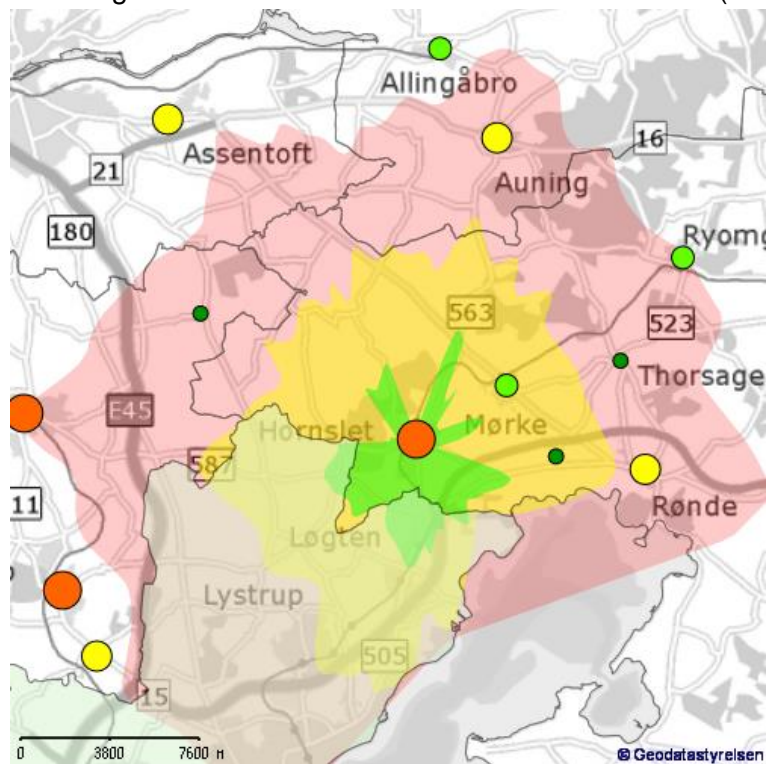 Allingåbro
Assentoft
16
21
Auning
180
Ryomg
563
523
E45
Thorsage
Hornslet
Mørke
587
11
Rønde
Løgten
Lystrup
505
15
0 3800 7600 M
© Geodatastyrelsen